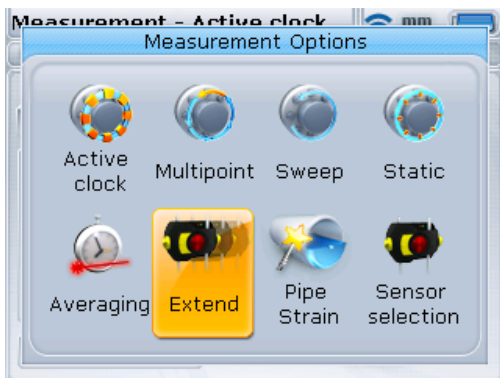 Measurement - Active clock
mm
Measurement Options
Active clock
Multipoint
Sweep
Static
Averaging
Extend
Pipe Strain
Sensor selection